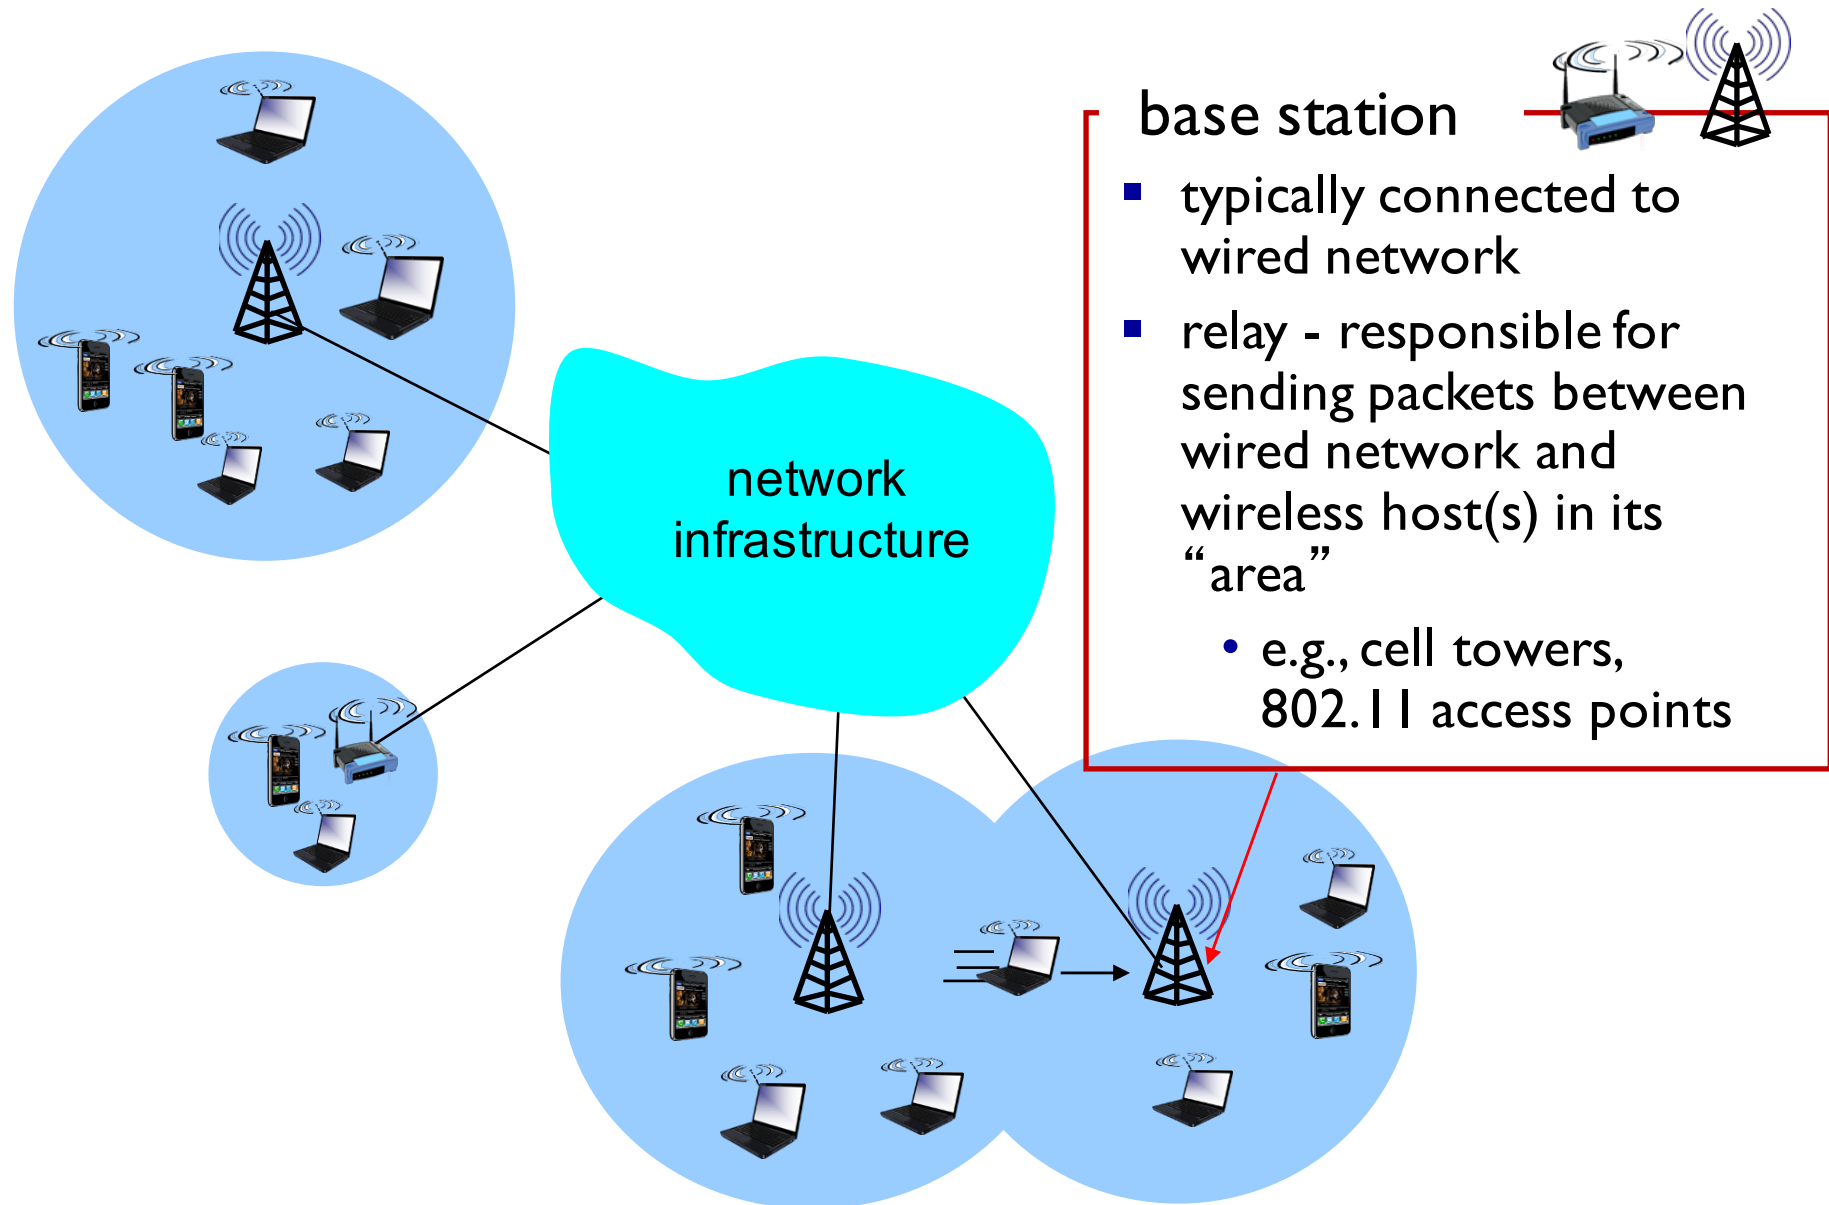 base station
typically connected to
wired network
relay - responsible for
sending packets between
wired network and
wireless host(s) in its
“area”
e.g., cell towers,
802.11 access points
network
infrastructure